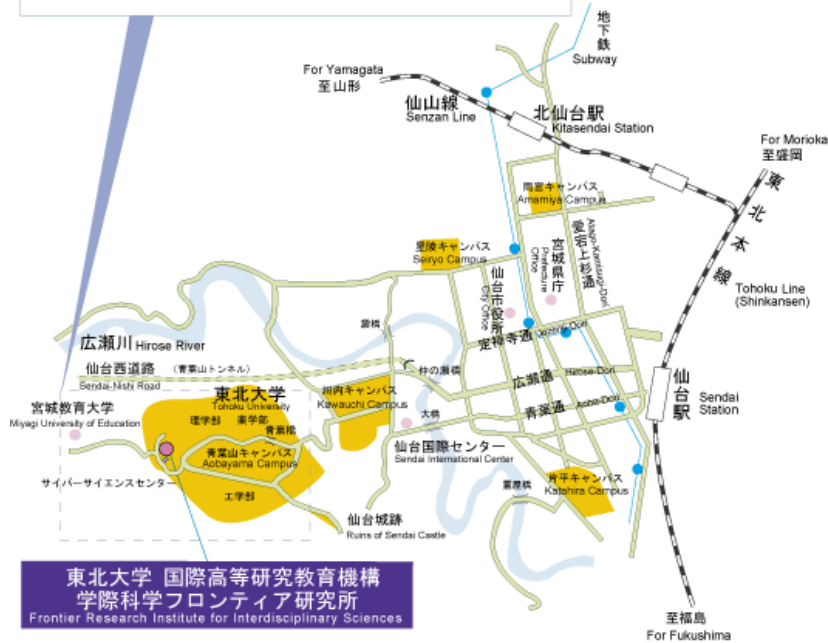 地下鉄
Subway
For Yamagata
至山形
仙山線
Senzan Line
北仙台駅
Kitasendai Station
For Morioka
至盛岡
東北本線
Tohoku Line
(Shinkansen)
雨宮キャンパス
Amamiya Campus
星陵キャンパス
Seiryo Campus
宮城県庁
Prefecture
Office
愛宕上杉通
Atago-Kamisugi-Dori
仙台市役所
City Office
定禅寺通 Jozenji-Dori
広瀬川 Hirose River
澱橋
仙台西道路 (青葉山トンネル)
Sendai-Nishi Road
仲の瀬橋
広瀬通 Hirose-Dori
青葉通 Aoba-Dori
仙台駅
Sendai
Station
東北大学
Tohoku University
川内キャンパス
Kawauchi Campus
大橋
宮城教育大学
Miyagi University of Education
理学部 薬学部
青葉山キャンパス
Aobayama Campus
仙台国際センター
Sendai International Center
サイバーサイエンスセンター
工学部
霊屋橋
片平キャンパス
Katahira Campus
仙台城跡
Ruins of Sendai Castle
東北大学 国際高等研究教育機構
学際科学フロンティア研究所
Frontier Research Institute for Interdisciplinary Sciences
至福島
For Fukushima